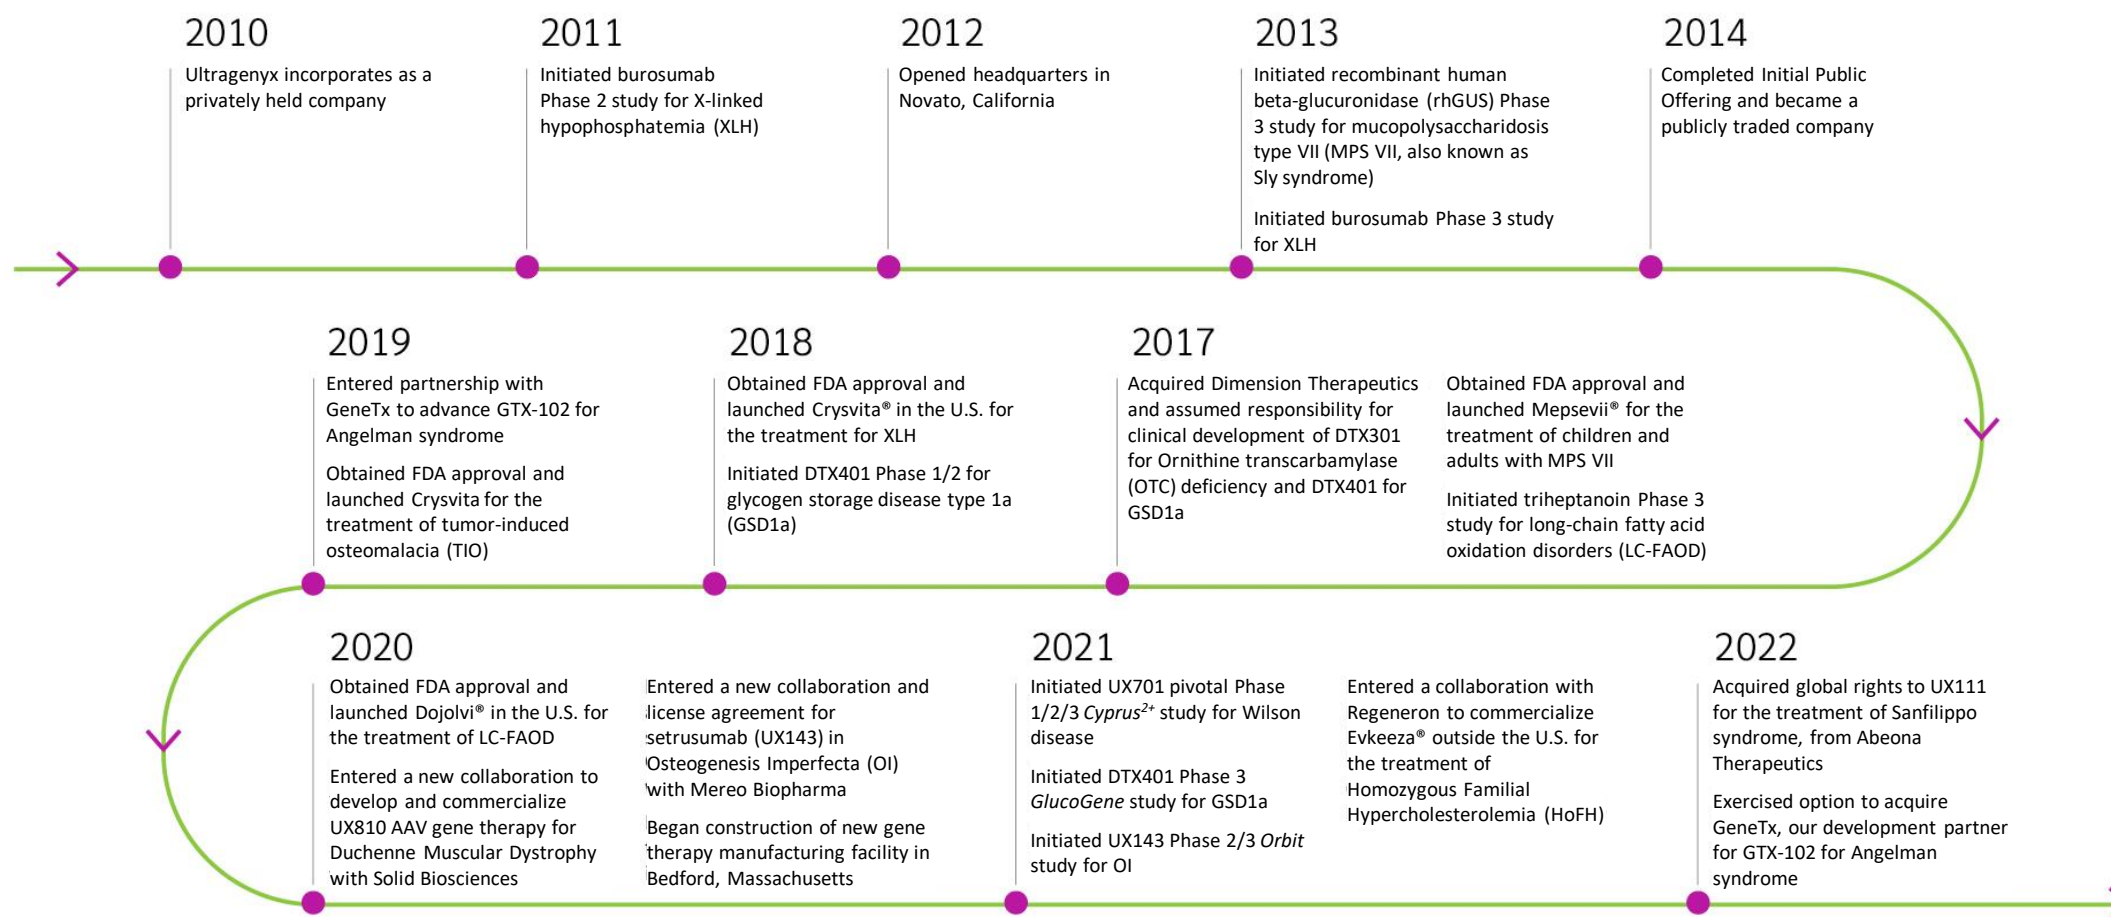 2010
Ultragenyx incorporates as a
privately held company
2011
Initiated burosumab
Phase 2 study for X-linked
hypophosphatemia (XLH)
2012
Opened headquarters in
Novato, California
2013
Initiated recombinant human
beta-glucuronidase (rhGUS) Phase
3 study for mucopolysaccharidosis
type VII (MPS VII, also known as
Sly syndrome)
Initiated burosumab Phase 3 study
for XLH
2014
Completed Initial Public
Offering and became a
publicly traded company
2017
Acquired Dimension Therapeutics
and assumed responsibility for
clinical development of DTX301
for Ornithine transcarbamylase
(OTC) deficiency and DTX401 for
GSD1a
Obtained FDA approval and
launched Mepsevii® for the
treatment of children and
adults with MPS VII
Initiated triheptanoin Phase 3
study for long-chain fatty acid
oxidation disorders (LC-FAOD)
2018
Obtained FDA approval and
launched Crysvita® in the U.S. for
the treatment for XLH
Initiated DTX401 Phase 1/2 for
glycogen storage disease type 1a
(GSD1a)
2019
Entered partnership with
GeneTx to advance GTX-102 for
Angelman syndrome
Obtained FDA approval and
launched Crysvita for the
treatment of tumor-induced
osteomalacia (TIO)
2020
Obtained FDA approval and
launched Dojolvi® in the U.S. for
the treatment of LC-FAOD
Entered a new collaboration to
develop and commercialize
UX810 AAV gene therapy for
Duchenne Muscular Dystrophy
with Solid Biosciences
Entered a new collaboration and
license agreement for
setrusumab (UX143) in
Osteogenesis Imperfecta (OI)
with Mereo Biopharma
Began construction of new gene
therapy manufacturing facility in
Bedford, Massachusetts
2021
Initiated UX701 pivotal Phase
1/2/3 Cyprus²⁺ study for Wilson
disease
Initiated DTX401 Phase 3
GlucoGene study for GSD1a
Initiated UX143 Phase 2/3 Orbit
study for OI
Entered a collaboration with
Regeneron to commercialize
Evkeeza® outside the U.S. for
the treatment of
Homozygous Familial
Hypercholesterolemia (HoFH)
2022
Acquired global rights to UX111
for the treatment of Sanfilippo
syndrome, from Abeona
Therapeutics
Exercised option to acquire
GeneTx, our development partner
for GTX-102 for Angelman
syndrome